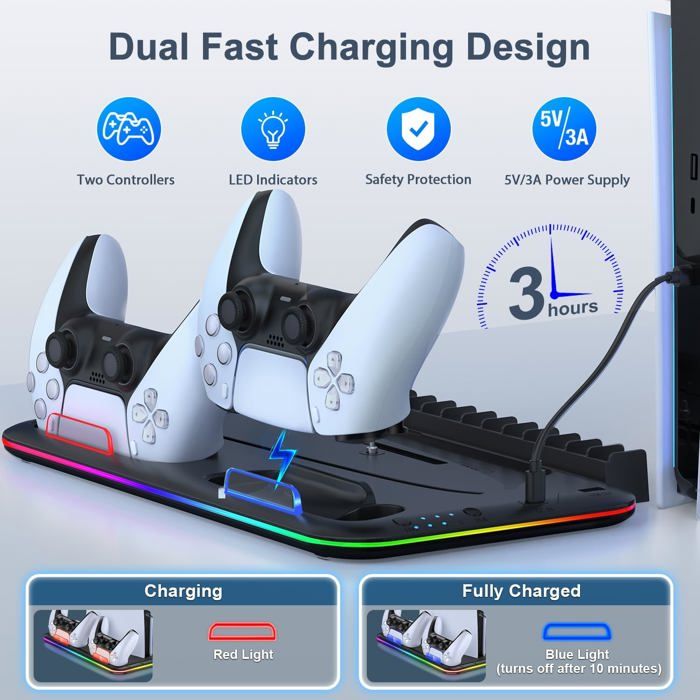 Dual Fast Charging Design
5V/3A
Two Controllers
LED Indicators
Safety Protection
5V/3A Power Supply
3 hours
Charging
Red Light
Fully Charged
Blue Light
(turns off after 10 minutes)